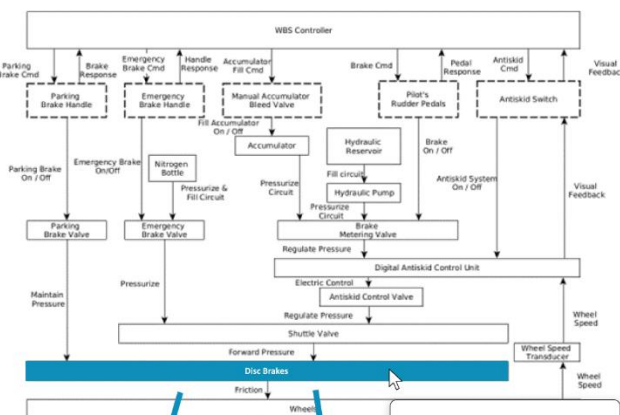 WBS Controller
Parking
Brake Cmd
Brake
Response
Emergency
Brake Cmd
Handle
Response
Accumulator
Fill Cmd
Brake Cmd
Pedal
Response
Antiskid
Cmd
Visual
Feedback
Parking
Brake Handle
Emergency
Brake Handle
Manual Accumulator
Bleed Valve
Pilot's
Rudder Pedals
Antiskid Switch
Fill Accumulator
On / Off
Accumulator
Hydraulic
Reservoir
Brake
On / Off
Parking Brake
On / Off
Emergency Brake
On/Off
Nitrogen
Bottle
Pressurize &
Fill Circuit
Pressurize
Circuit
Fill circuit
Hydraulic Pump
Pressurize
Circuit
Antiskid System
On / Off
Visual
Feedback
Parking
Brake Valve
Emergency
Brake Valve
Brake
Metering Valve
Regulate Pressure
Digital Antiskid Control Unit
Maintain
Pressure
Pressurize
Electric Control
Antiskid Control Valve
Regulate Pressure
Wheel
Speed
Shuttle Valve
Forward Pressure
Wheel Speed
Transducer
Disc Brakes
Wheel
Speed
Friction
Wheels